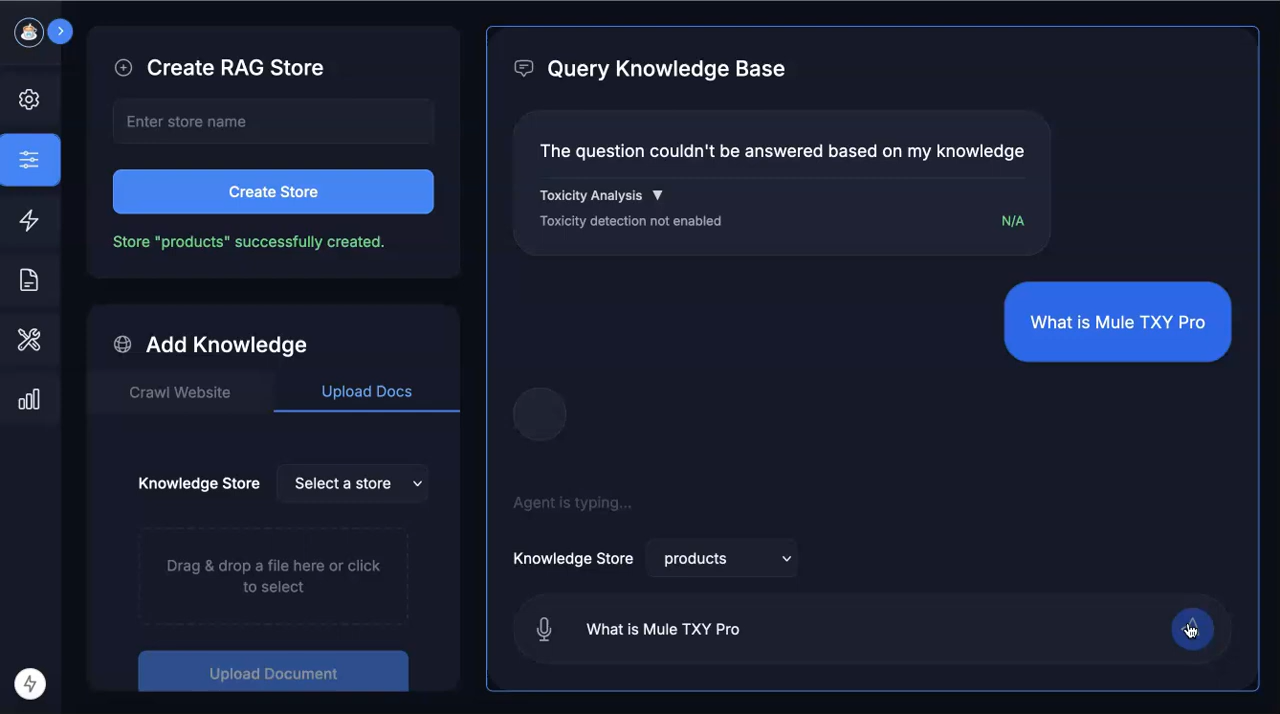 Create RAG Store
Enter store name
Create Store
Store "products" successfully created.
Add Knowledge
Crawl Website
Upload Docs
Knowledge Store
Select a store
Drag & drop a file here or click
to select
Upload Document
Query Knowledge Base
The question couldn't be answered based on my knowledge
Toxicity Analysis ▼
Toxicity detection not enabled
N/A
What is Mule TXY Pro
Agent is typing...
Knowledge Store
products
What is Mule TXY Pro